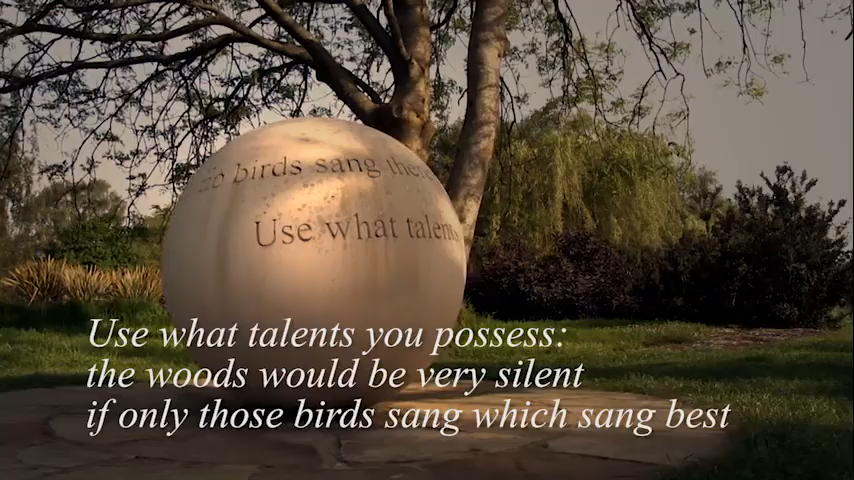 birds sang
Use what
Use what talents you possess:
the woods would be very silent
if only those birds sang which sang best